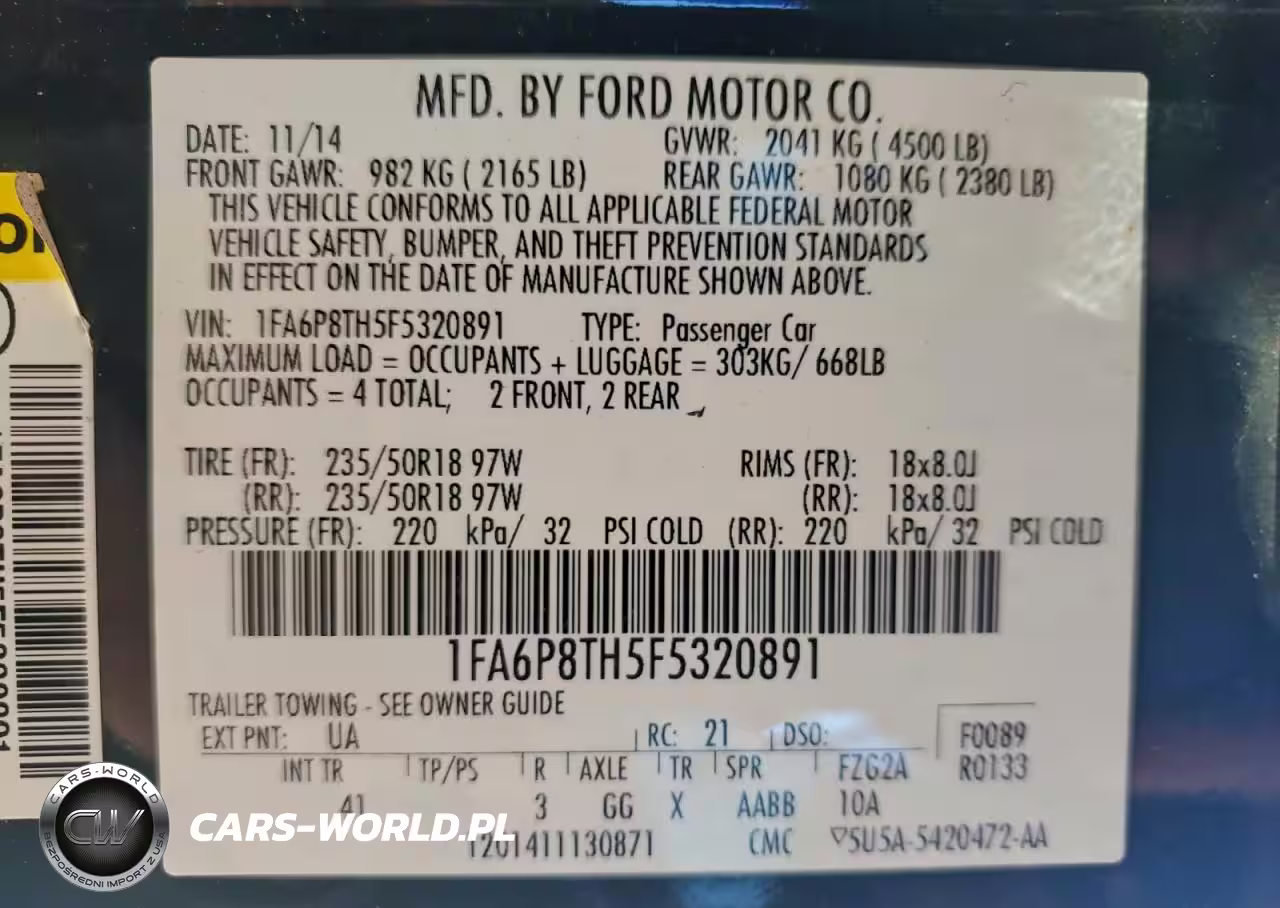 MFD. BY FORD MOTOR CO.
DATE: 11/14 GVWR: 2041 KG ( 4500 LB)
FRONT GAWR: 982 KG ( 2165 LB) REAR GAWR: 1080 KG ( 2380 LB)
THIS VEHICLE CONFORMS TO ALL APPLICABLE FEDERAL MOTOR
VEHICLE SAFETY, BUMPER, AND THEFT PREVENTION STANDARDS
IN EFFECT ON THE DATE OF MANUFACTURE SHOWN ABOVE.
VIN: 1FA6P8TH5F5320891 TYPE: Passenger Car
MAXIMUM LOAD = OCCUPANTS + LUGGAGE = 303KG/ 668LB
OCCUPANTS = 4 TOTAL; 2 FRONT, 2 REAR
TIRE (FR): 235/50R18 97W RIMS (FR): 18x8.0J
(RR): 235/50R18 97W (RR): 18x8.0J
PRESSURE (FR): 220 kPa/ 32 PSI COLD (RR): 220 kPa/ 32 PSI COLD
1FA6P8TH5F5320891
TRAILER TOWING - SEE OWNER GUIDE
EXT PNT: UA RC: 21 DSO: F0089
INT TR TP/PS R AXLE TR SPR FZG2A R0133
41 3 GG X AABB 10A
1201411130871 CMC ▽5U5A-5420472-AA
CARS-WORLD.PL
CARS-WORLD
CW
BEZPOŚREDNI IMPORT Z USA